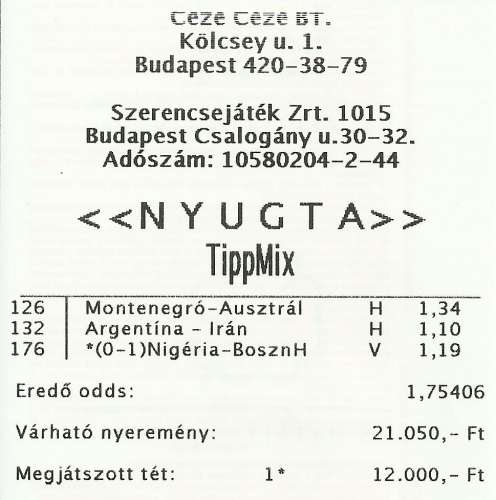 Céze Céze BT.
Kölcsey u. 1.
Budapest 420-38-79
Szerencsejáték Zrt. 1015
Budapest Csalogány u.30-32.
Adószám: 10580204-2-44
<<NYUGTA>>
TippMix
126 Montenegró-Ausztrál H 1,34
132 Argentína - Irán H 1,10
176 *(0-1)Nigéria-BosznH V 1,19
Eredő odds: 1,75406
Várható nyeremény: 21.050,- Ft
Megjátszott tét: 1* 12.000,- Ft